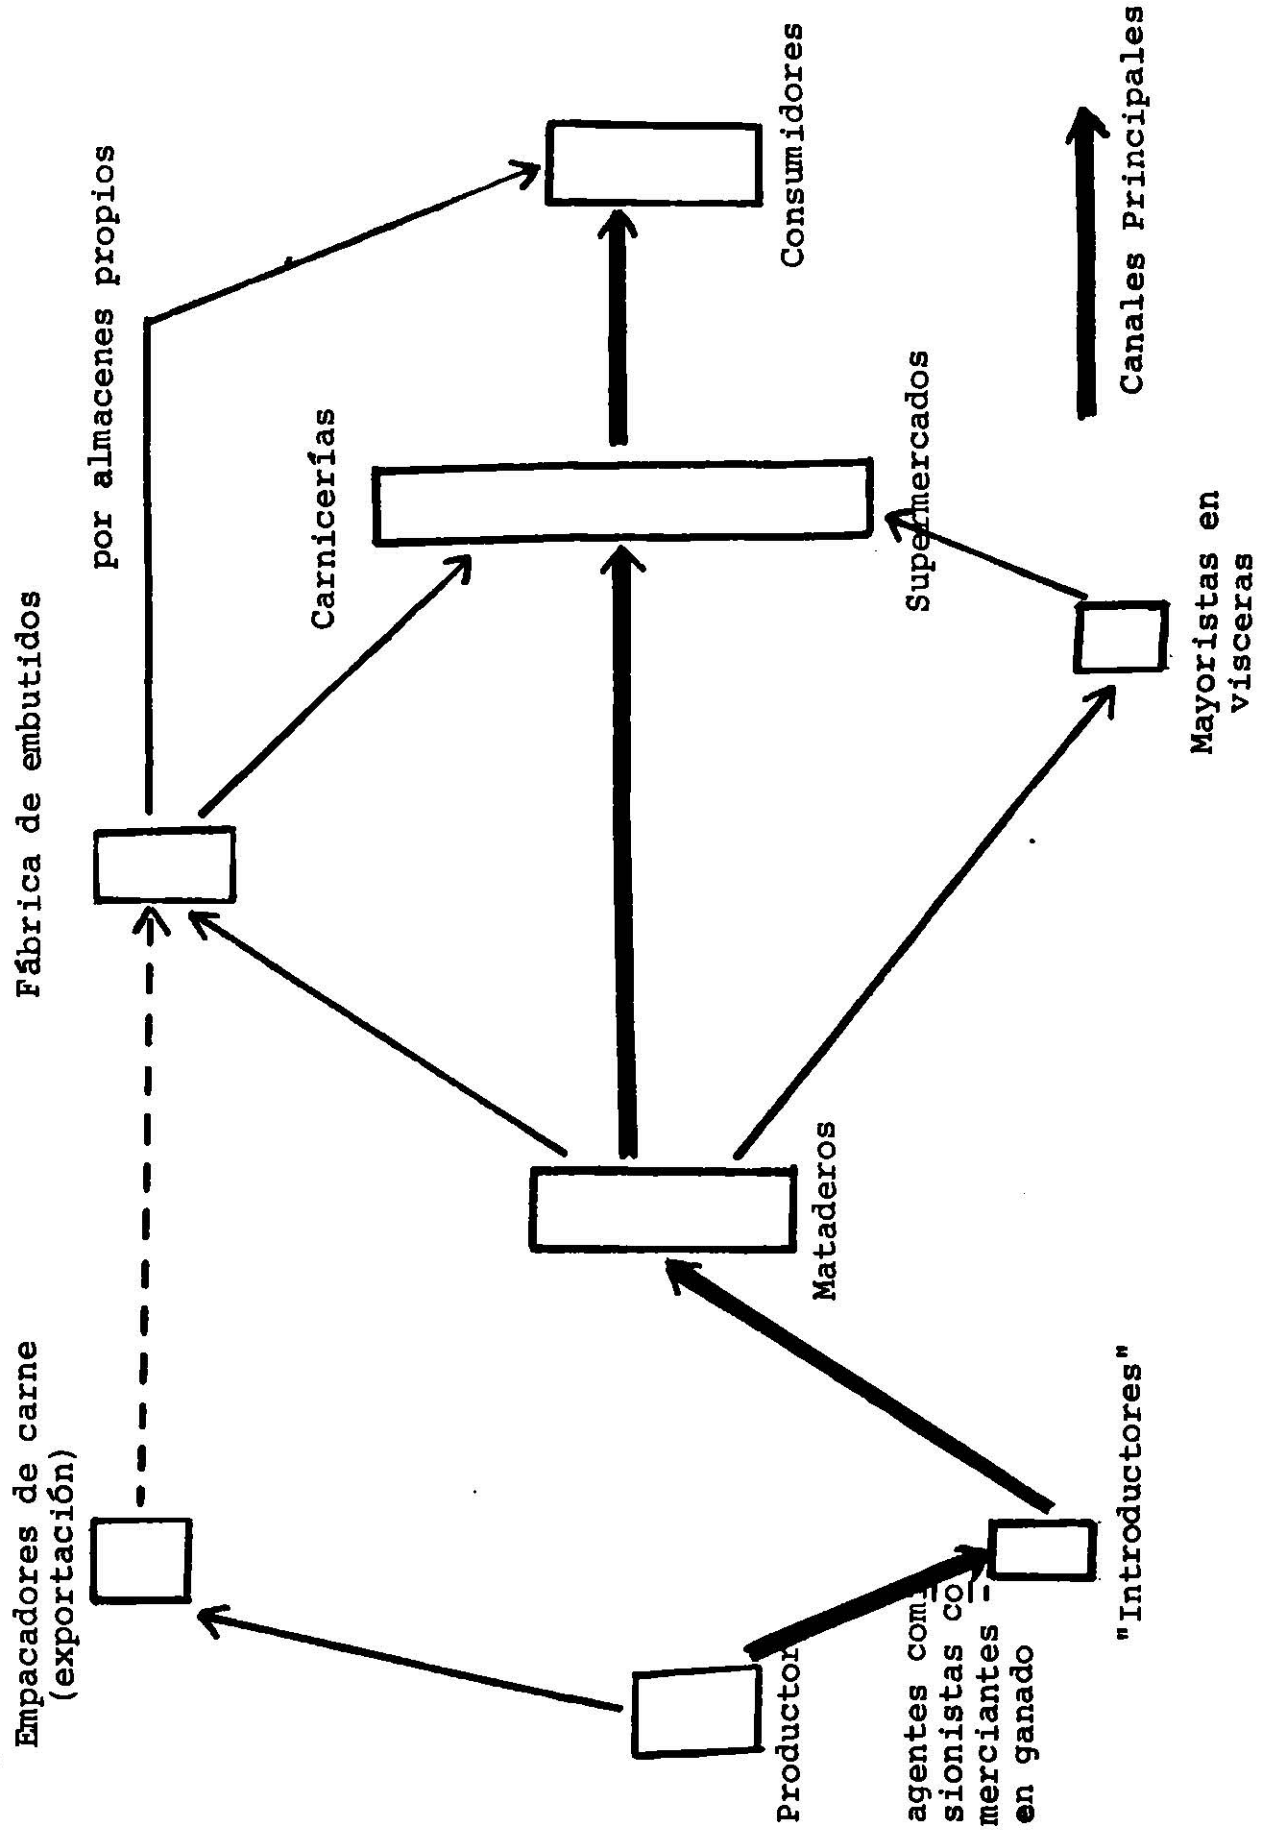 Empacadores de carne
(exportación)
Fábrica de embutidos
por almacenes propios
Carnicerías
Consumidores
Productor
Mataderos
Supermercados
agentes comi
sionistas co
merciantes -
en ganado
"Introductores"
Mayoristas en
visceras
Canales Principales